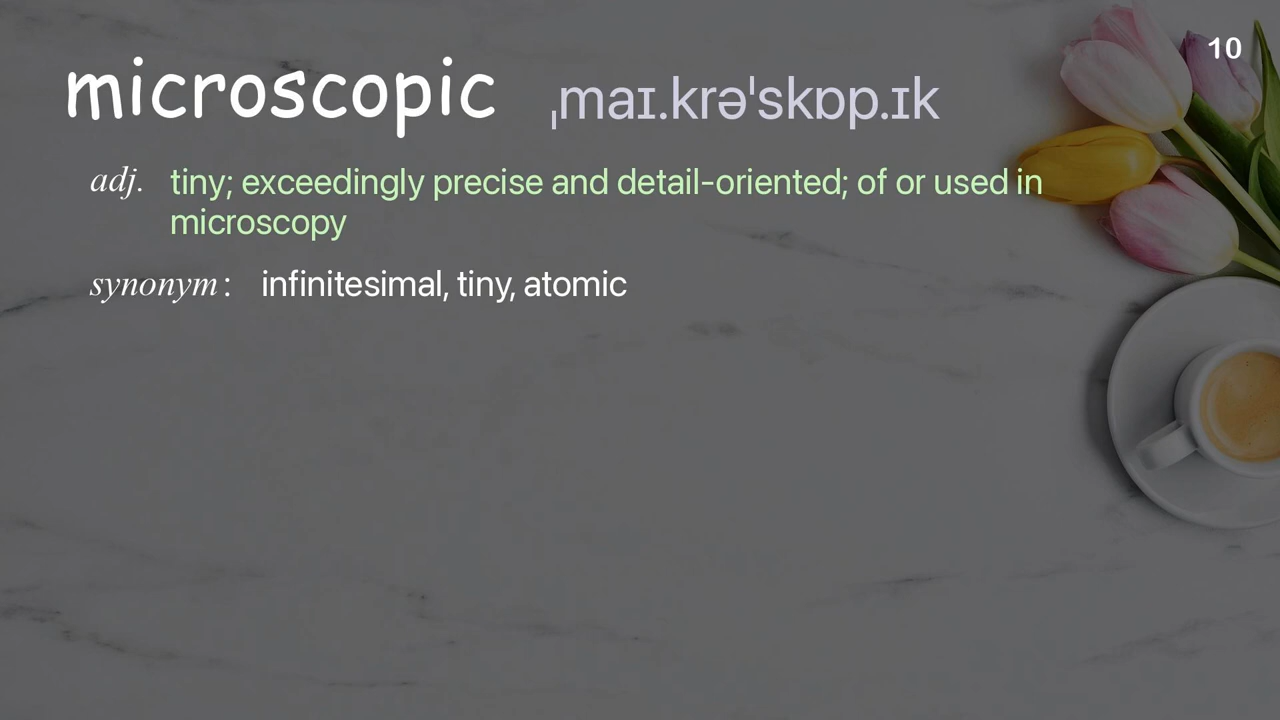 10
microscopic ˌmaɪ.krəˈskɒp.ɪk
adj. tiny; exceedingly precise and detail-oriented; of or used in
microscopy
synonym: infinitesimal, tiny, atomic